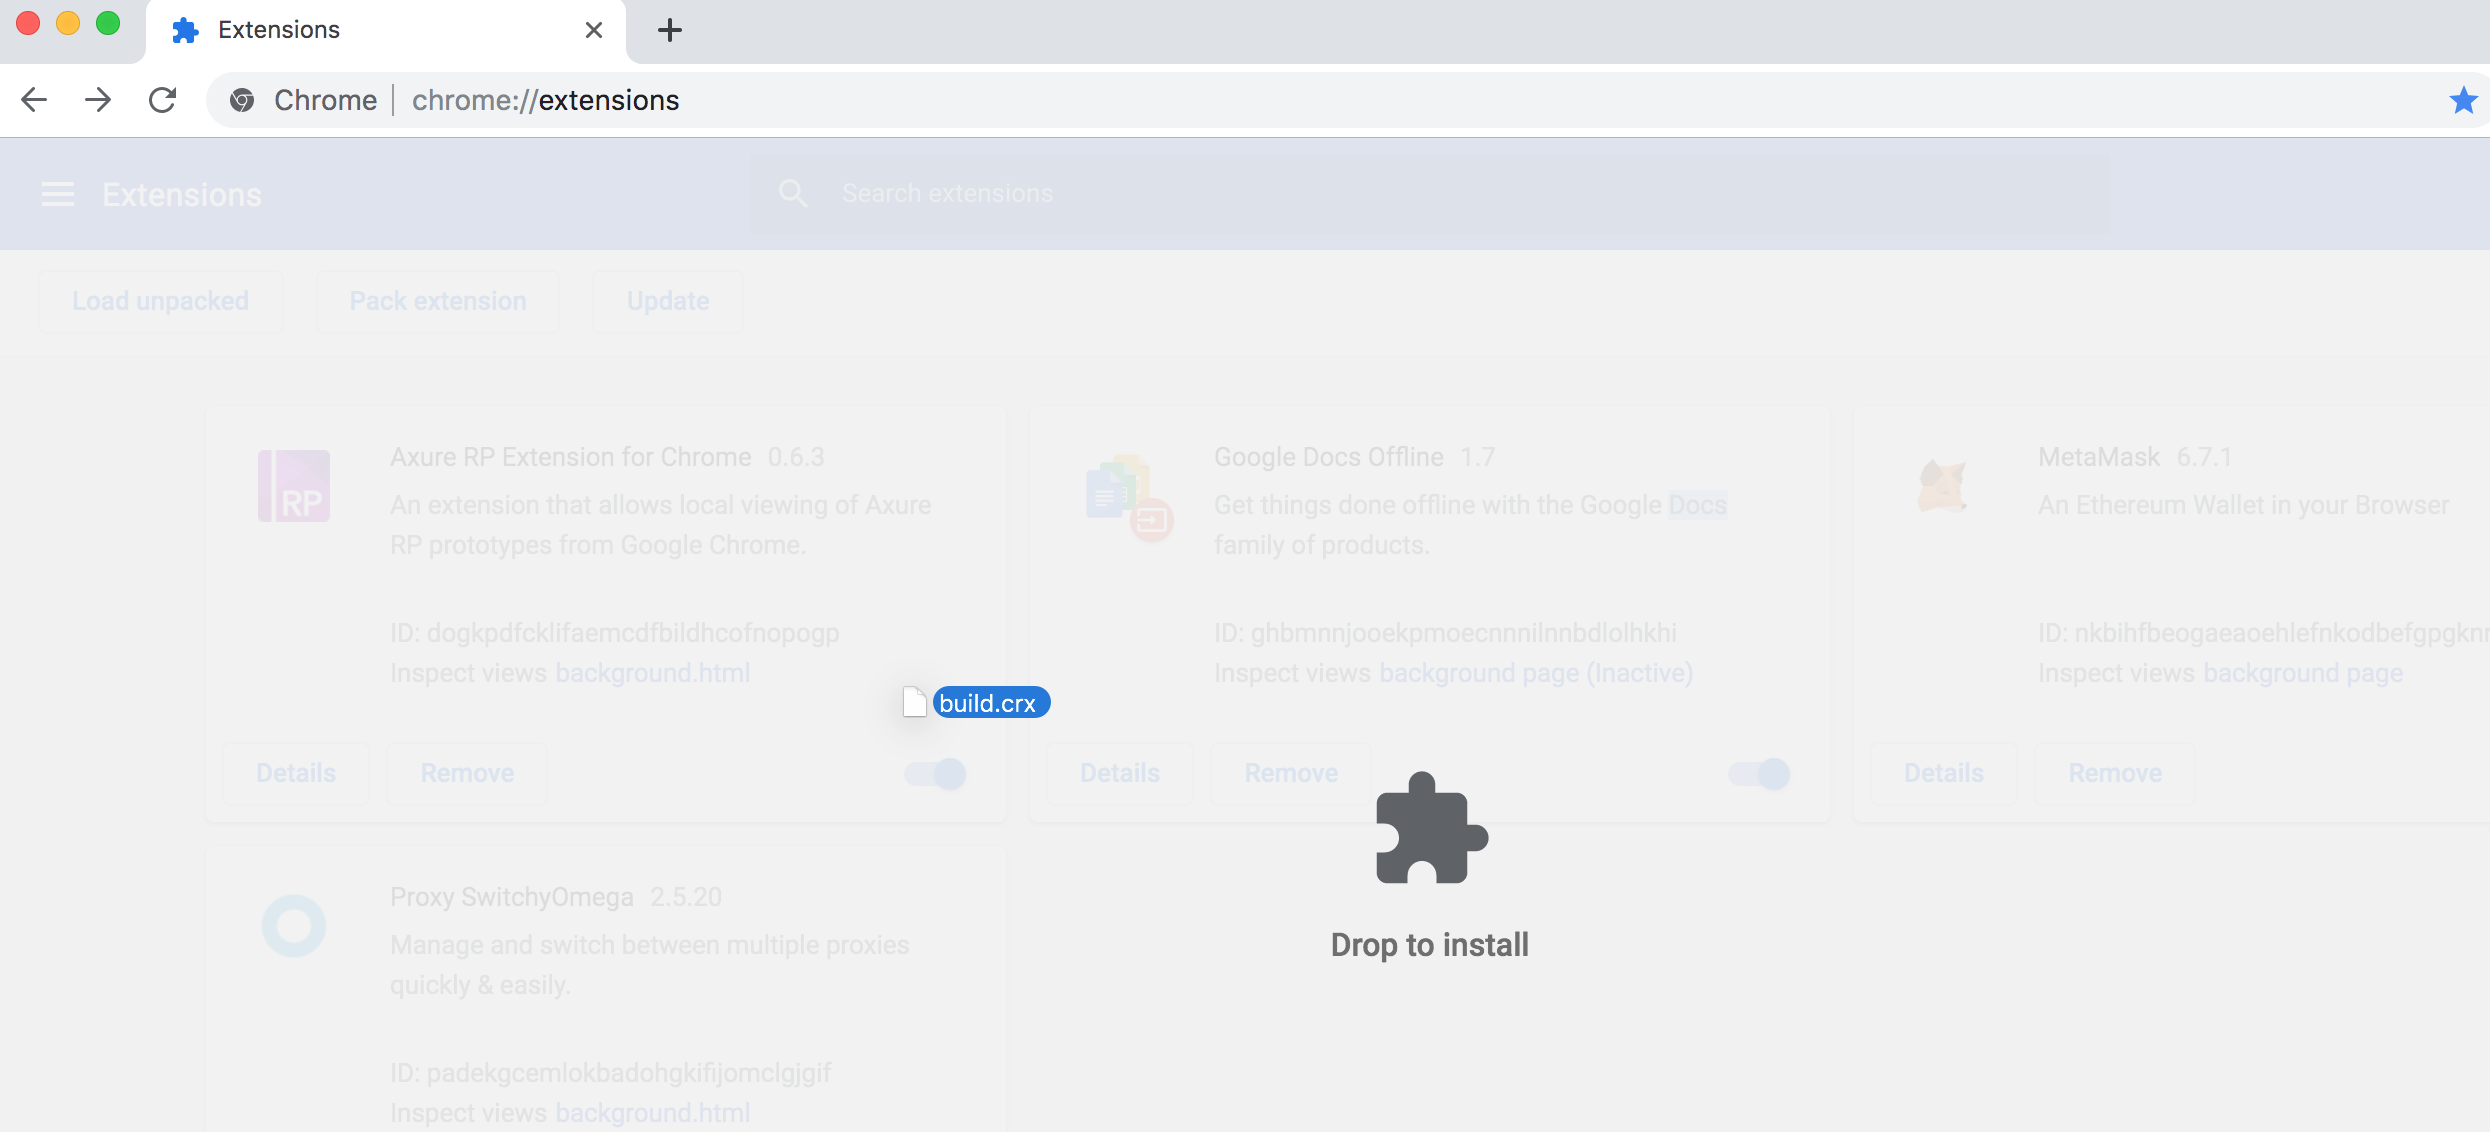 Extensions
Chrome | chrome://extensions
Extensions
Search extensions
Load unpacked
Pack extension
Update
Axure RP Extension for Chrome 0.6.3
An extension that allows local viewing of Axure
RP prototypes from Google Chrome.
ID: dogkpdfcklifaemcdfbildhcofnopogp
Inspect views background.html
Details
Remove
RP
Google Docs Offline 1.7
Get things done offline with the Google Docs
family of products.
ID: ghbmnnjooekpmoecnnnilnnbdlolhkhi
Inspect views background page (Inactive)
Details
Remove
MetaMask 6.7.1
An Ethereum Wallet in your Browser
ID: nkbihfbeogaeaoehlefnkodbefgpgknn
Inspect views background page
Details
Remove
build.crx
Drop to install
Proxy SwitchyOmega 2.5.20
Manage and switch between multiple proxies
quickly & easily.
ID: padekgcemlokbadohgkifijomclgjgif
Inspect views background.html